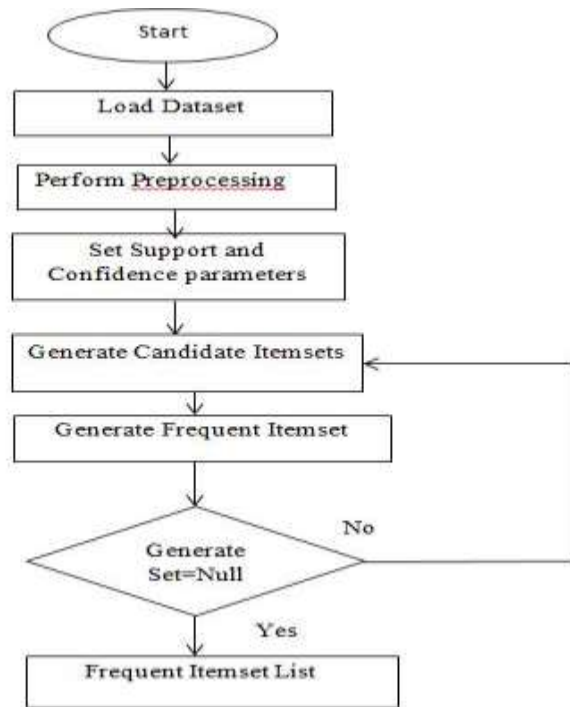 Start
Load Dataset
Perform Preprocessing
Set Support and
Confidence parameters
Generate Candidate Itemsets
Generate Frequent Itemset
No
Generate
Set=Null
Yes
Frequent Itemset List